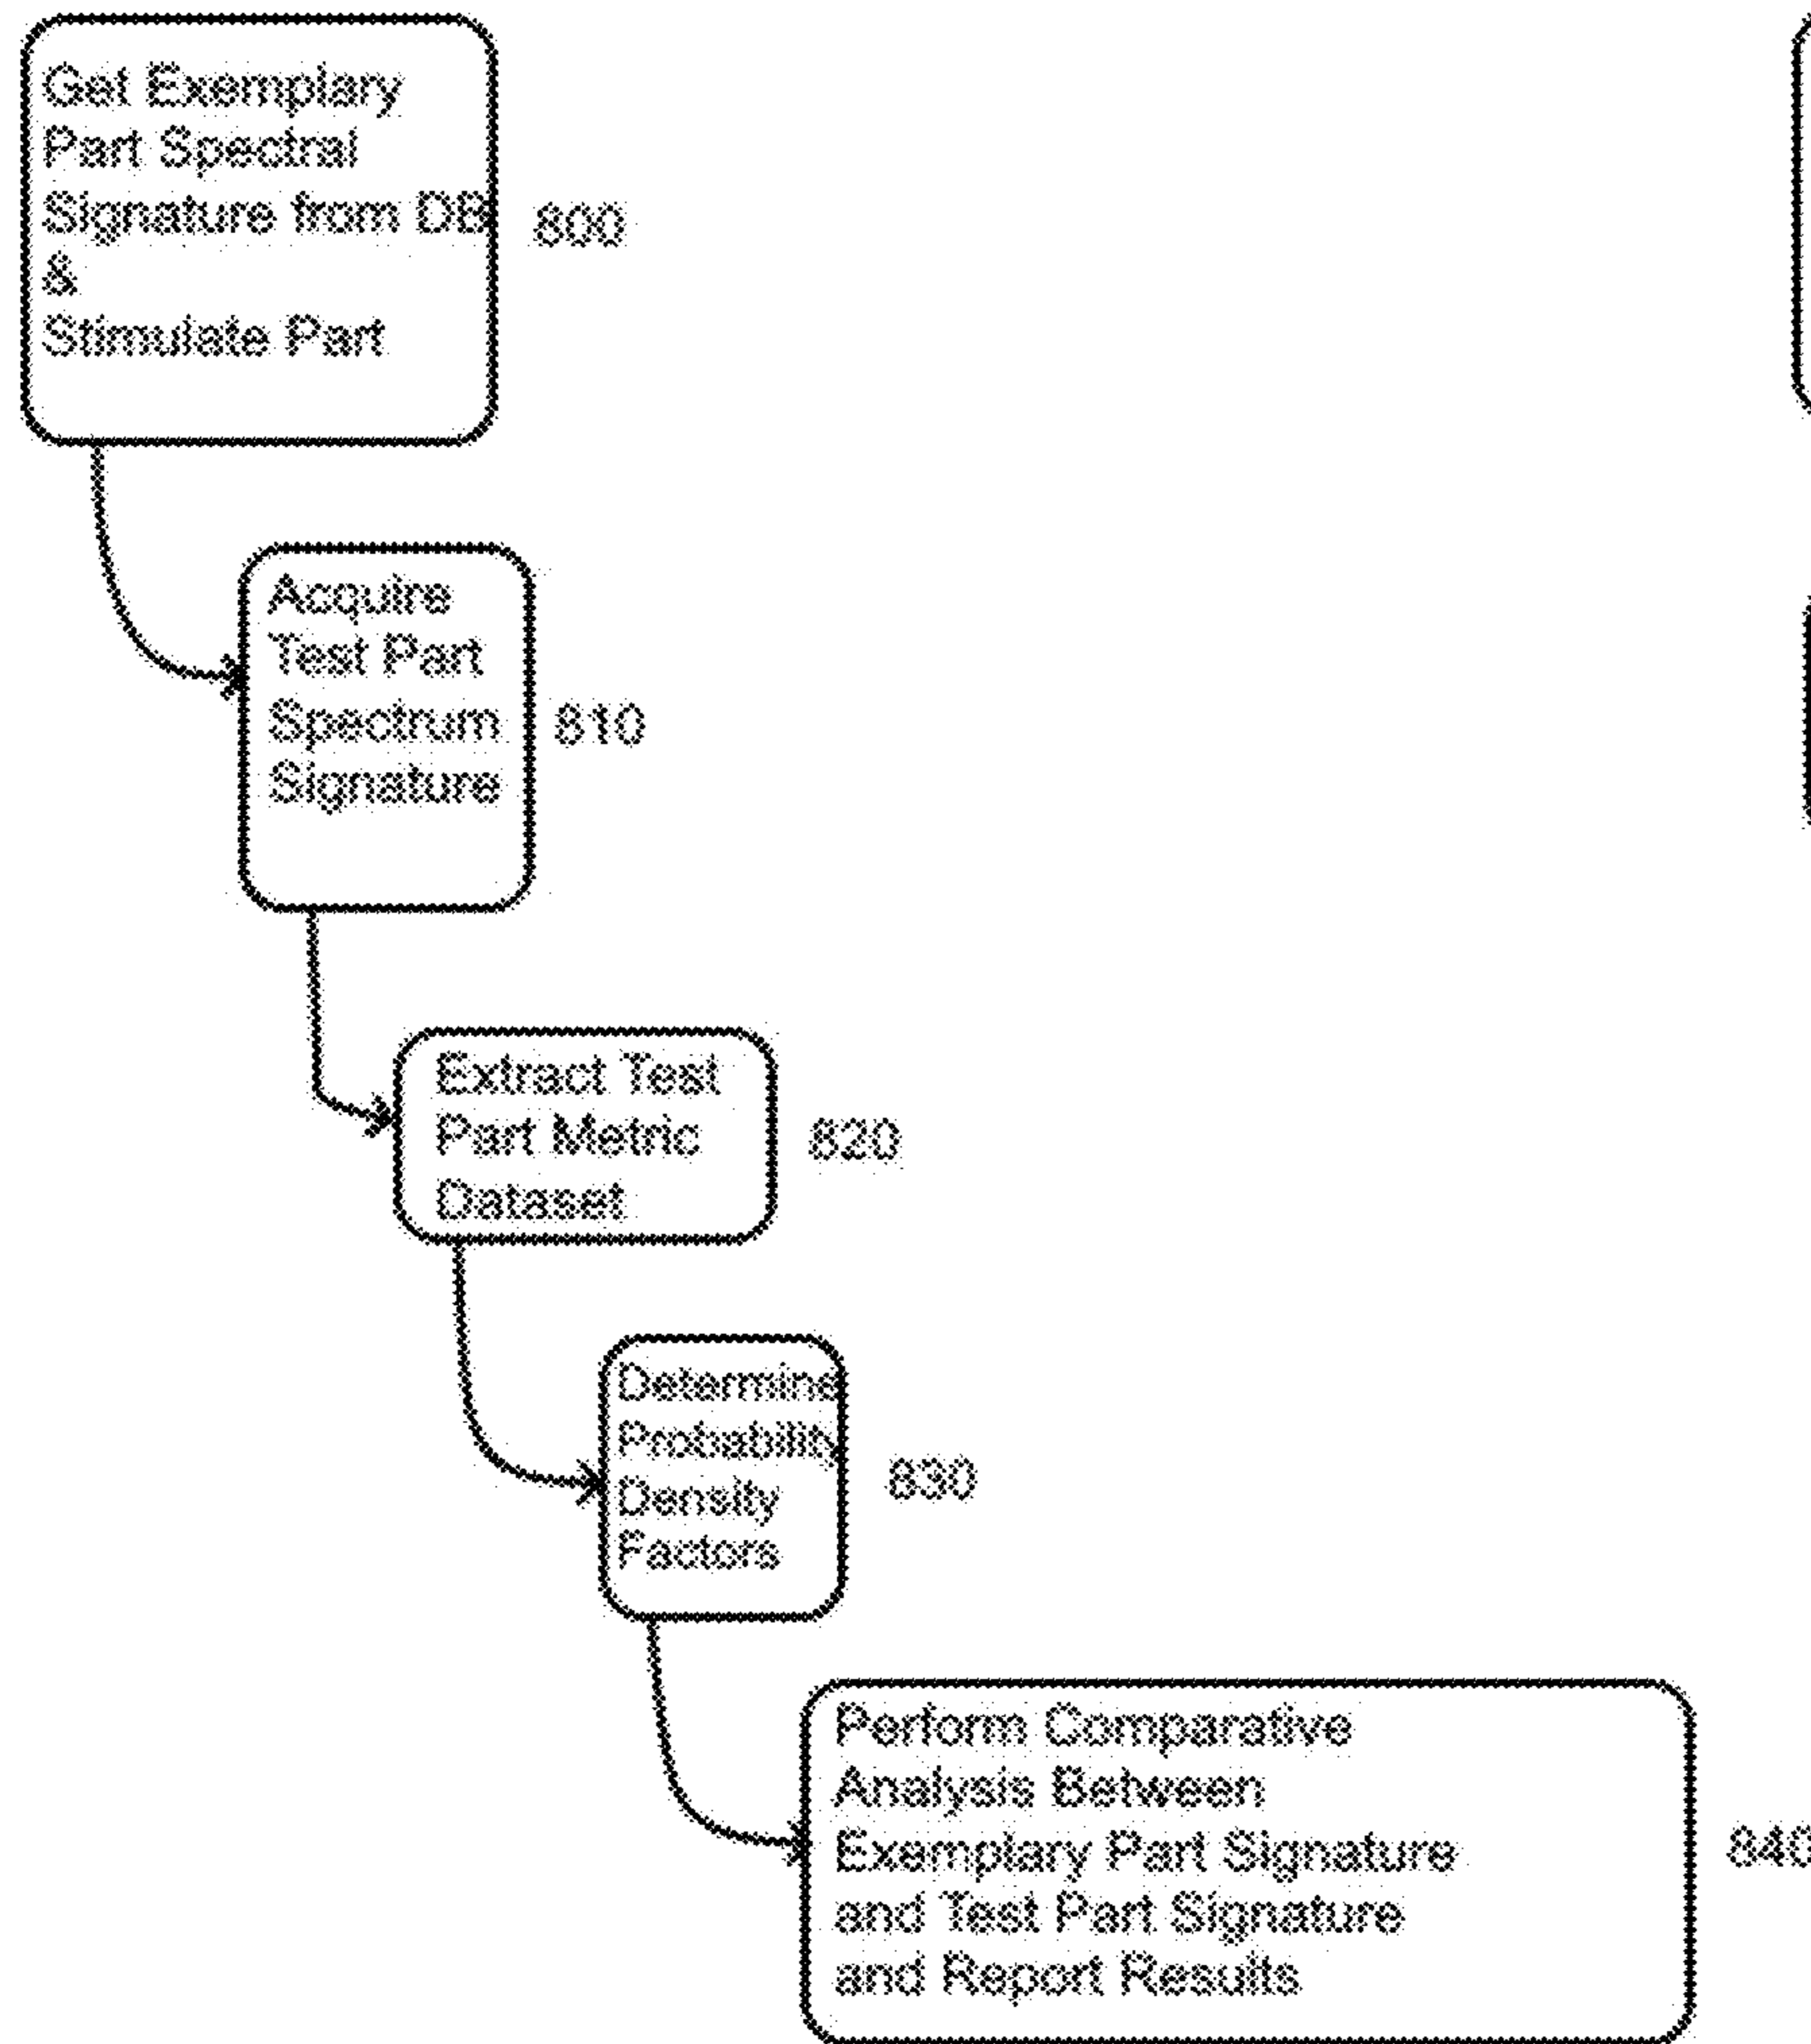 Get Exemplary
Part Spectral
Signature from DB
&
Stimulate Part
800
Acquire
Test Part
Spectrum
Signature
810
Extract Test
Part Metric
Dataset
820
Determine
Probability
Density
Factors
830
Perform Comparative
Analysis Between
Exemplary Part Signature
and Test Part Signature
and Report Results
840